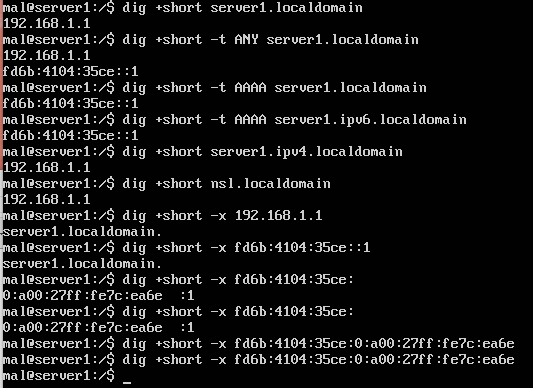 mal@server1:/$ dig +short server1.localdomain
192.168.1.1
mal@server1:/$ dig +short -t ANY server1.localdomain
192.168.1.1
fd6b:4104:35ce::1
mal@server1:/$ dig +short -t AAAA server1.localdomain
fd6b:4104:35ce::1
mal@server1:/$ dig +short -t AAAA server1.ipv6.localdomain
fd6b:4104:35ce::1
mal@server1:/$ dig +short server1.ipv4.localdomain
192.168.1.1
mal@server1:/$ dig +short nsl.localdomain
192.168.1.1
mal@server1:/$ dig +short -x 192.168.1.1
server1.localdomain.
mal@server1:/$ dig +short -x fd6b:4104:35ce::1
server1.localdomain.
mal@server1:/$ dig +short -x fd6b:4104:35ce:
0:a00:27ff:fe7c:ea6e  :1
mal@server1:/$ dig +short -x fd6b:4104:35ce:
0:a00:27ff:fe7c:ea6e  :1
mal@server1:/$ dig +short -x fd6b:4104:35ce:0:a00:27ff:fe7c:ea6e
mal@server1:/$ dig +short -x fd6b:4104:35ce:0:a00:27ff:fe7c:ea6e
mal@server1:/$ _